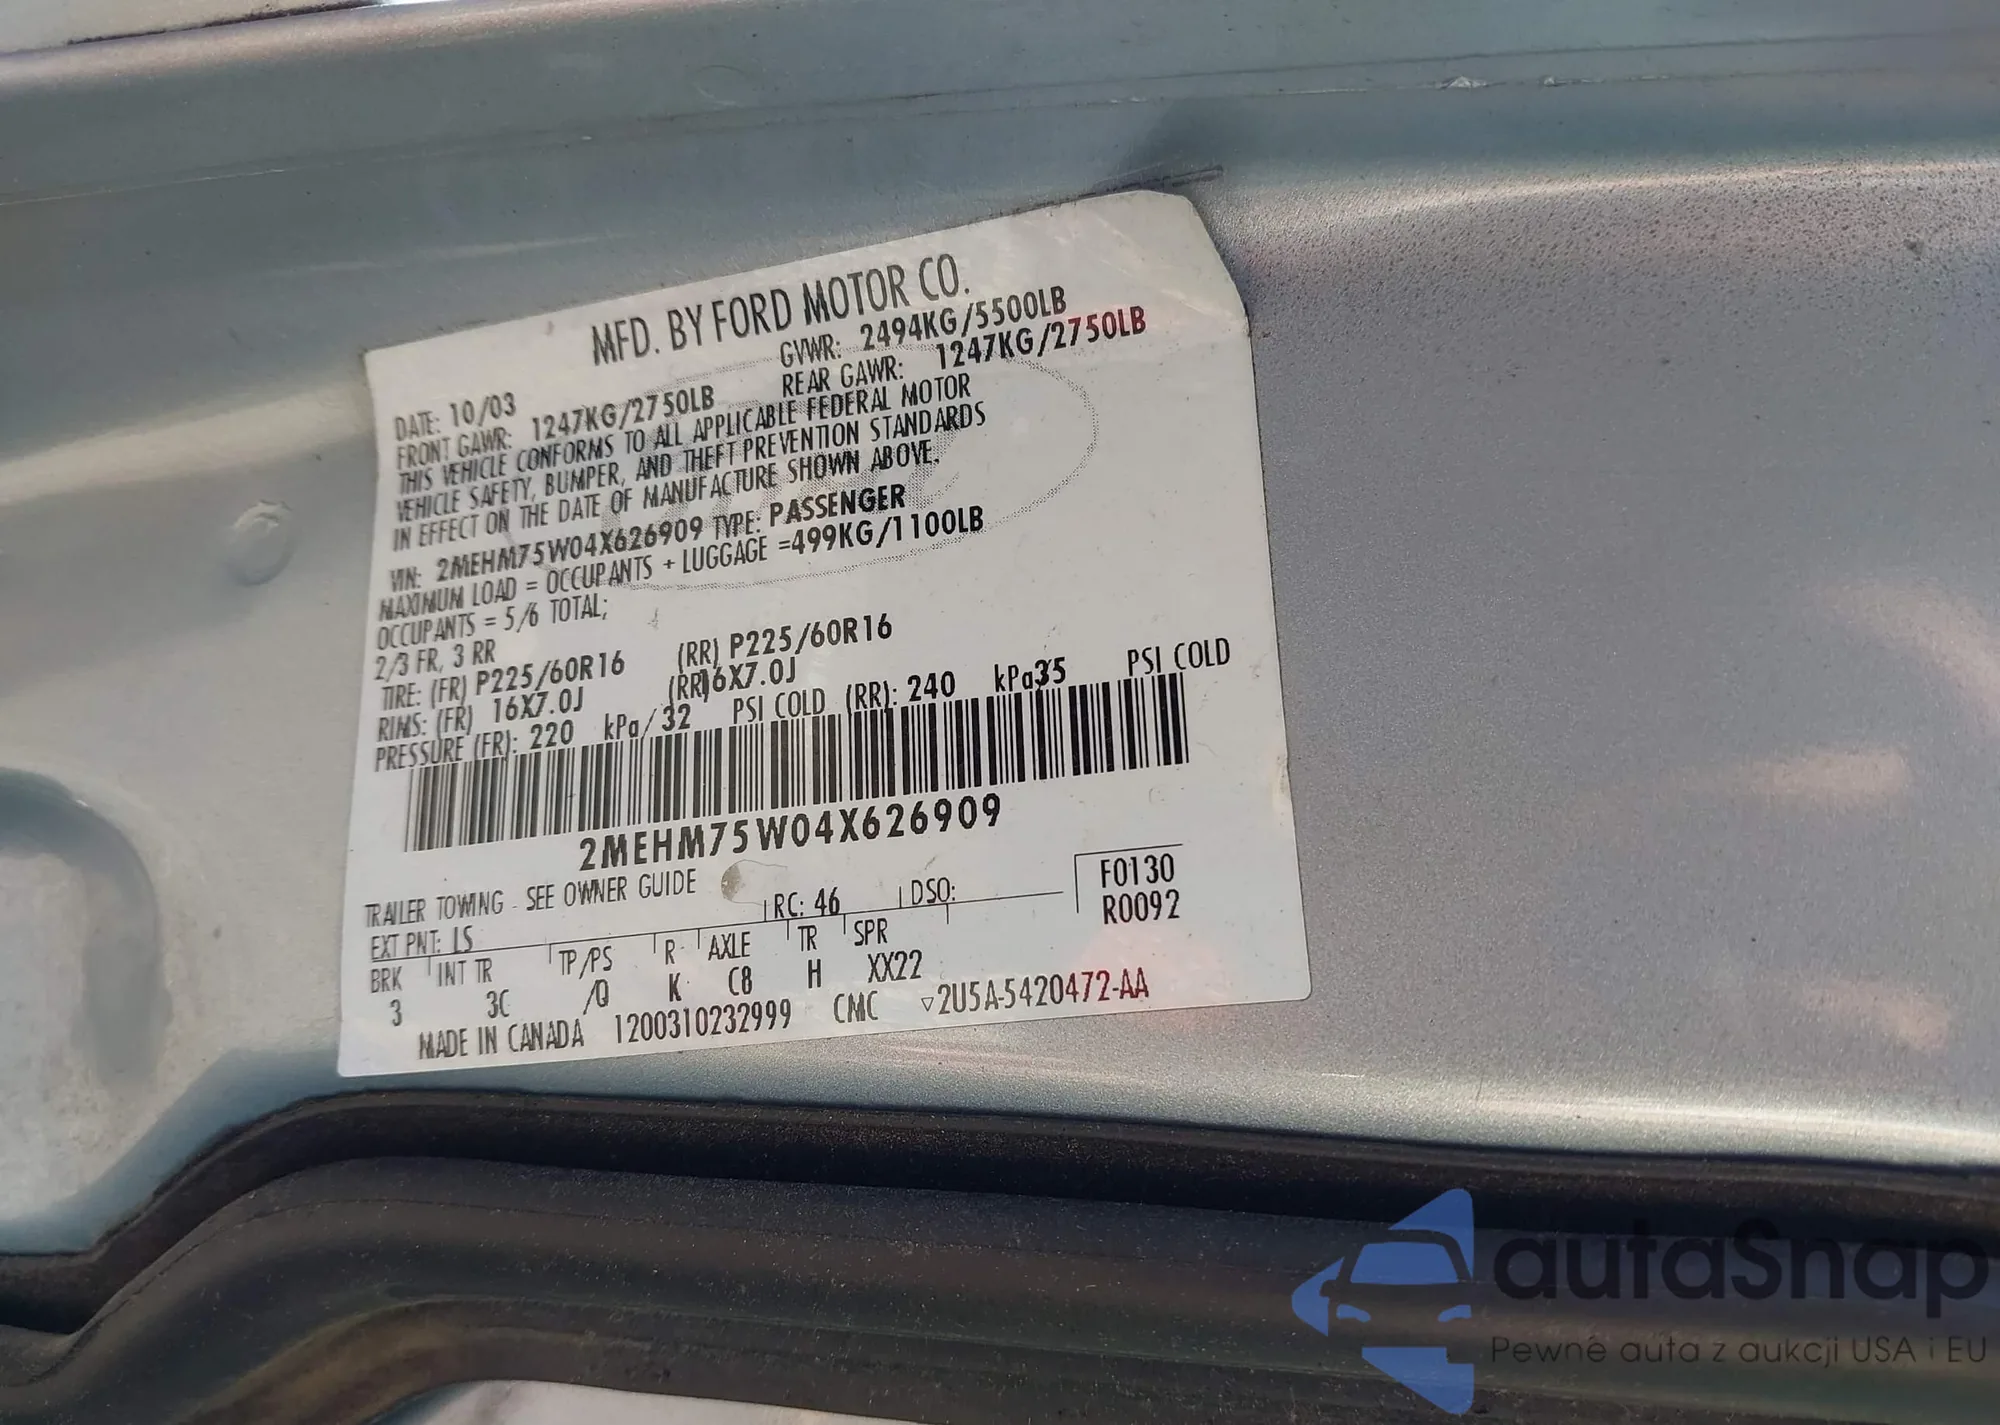 MFD. BY FORD MOTOR CO.
DATE: 10/03 GVWR: 2494KG/5500LB
FRONT GAWR: 1247KG/2750LB REAR GAWR: 1247KG/2750LB
THIS VEHICLE CONFORMS TO ALL APPLICABLE FEDERAL MOTOR
VEHICLE SAFETY, BUMPER, AND THEFT PREVENTION STANDARDS
IN EFFECT ON THE DATE OF MANUFACTURE SHOWN ABOVE.
VIN: 2MEHM75W04X626909 TYPE: PASSENGER
MAXIMUM LOAD = OCCUPANTS + LUGGAGE =499KG/1100LB
OCCUPANTS = 5/6 TOTAL;
2/3 FR, 3 RR
TIRE: (FR) P225/60R16 (RR) P225/60R16
RIMS: (FR) 16X7.0J (RR) 16X7.0J
PRESSURE (FR): 220 kPa/ 32 PSI COLD (RR): 240 kPa/35 PSI COLD
2MEHM75W04X626909
TRAILER TOWING - SEE OWNER GUIDE
F0130
EXT PNT: LS RC: 46 DSO: R0092
BRK INT TR TP/PS R AXLE TR SPR
3 3C /Q K C8 H XX22
MADE IN CANADA 1200310232999 CMC ▽2U5A-5420472-AA
autaSnap
Pewne auta z aukcji USA i EU